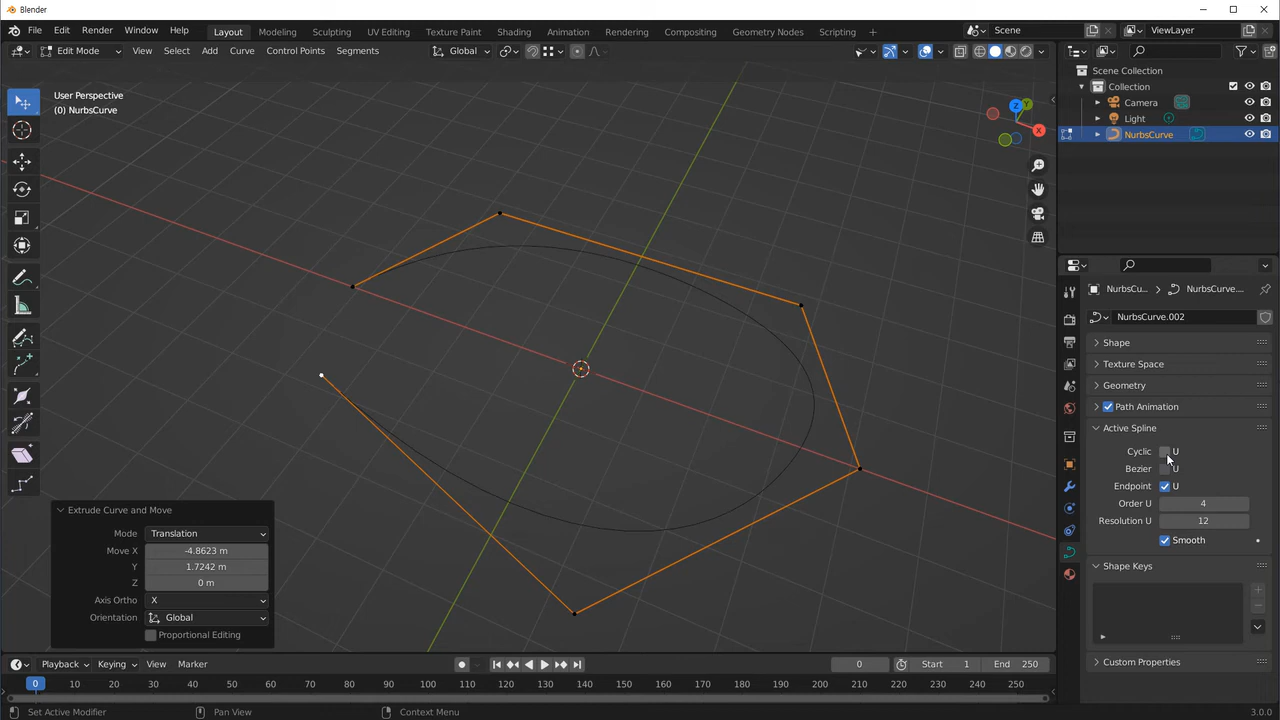 Blender
File Edit Render Window Help Layout Modeling Sculpting UV Editing Texture Paint Shading Animation Rendering Compositing Geometry Nodes Scripting + Scene ViewLayer
Edit Mode View Select Add Curve Control Points Segments Global
User Perspective
(0) NurbsCurve
Z
Y
X
Scene Collection
Collection
Camera
Light
NurbsCurve
NurbsCu... > NurbsCurve....
NurbsCurve.002
Shape
Texture Space
Geometry
Path Animation
Active Spline
Cyclic U
Bezier U
Endpoint U
Order U 4
Resolution U 12
Smooth
Shape Keys
Custom Properties
Extrude Curve and Move
Mode Translation
Move X -4.8623 m
Y 1.7242 m
Z 0 m
Axis Ortho X
Orientation Global
Proportional Editing
Playback Keying View Marker 0 Start 1 End 250
0 10 20 30 40 50 60 70 80 90 100 110 120 130 140 150 160 170 180 190 200 210 220 230 240 250
Set Active Modifier Pan View Context Menu 3.0.0